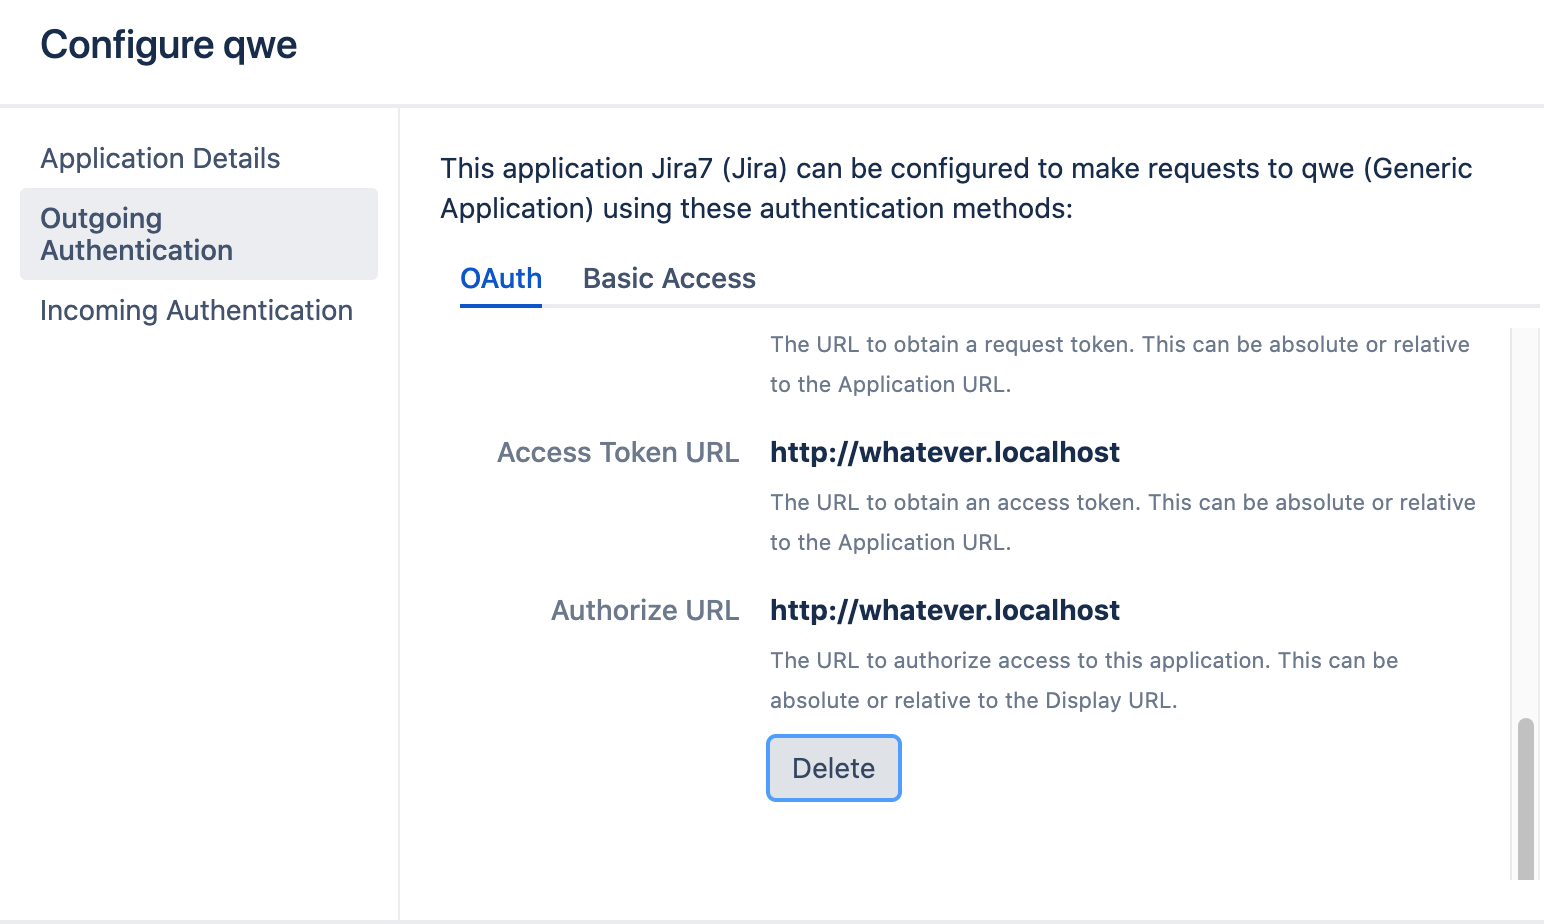 Configure qwe
Application Details
Outgoing
Authentication
Incoming Authentication
This application Jira7 (Jira) can be configured to make requests to qwe (Generic
Application) using these authentication methods:
OAuth Basic Access
The URL to obtain a request token. This can be absolute or relative
to the Application URL.
Access Token URL http://whatever.localhost
The URL to obtain an access token. This can be absolute or relative
to the Application URL.
Authorize URL http://whatever.localhost
The URL to authorize access to this application. This can be
absolute or relative to the Display URL.
Delete